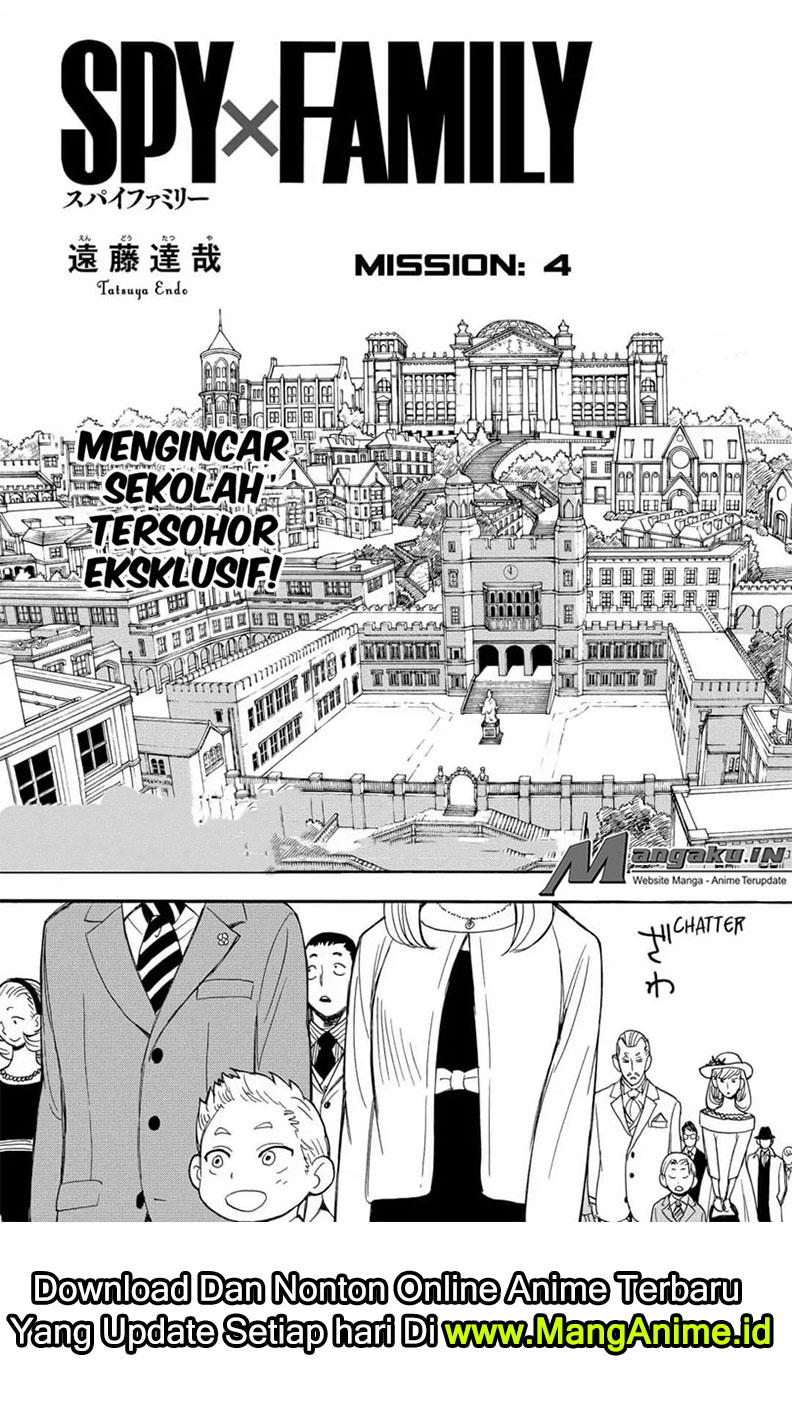 SPY×FAMILY
スパイファミリー
えん どう たつ や
遠藤達哉
Tatsuya Endo
MISSION: 4
MENGINCAR
SEKOLAH
TERSOHOR
EKSKLUSIF!
Mangaku.IN
Website Manga - Anime Terupdate
ざわ
CHATTER
Download Dan Nonton Online Anime Terbaru
Yang Update Setiap hari Di www.MangAnime.id